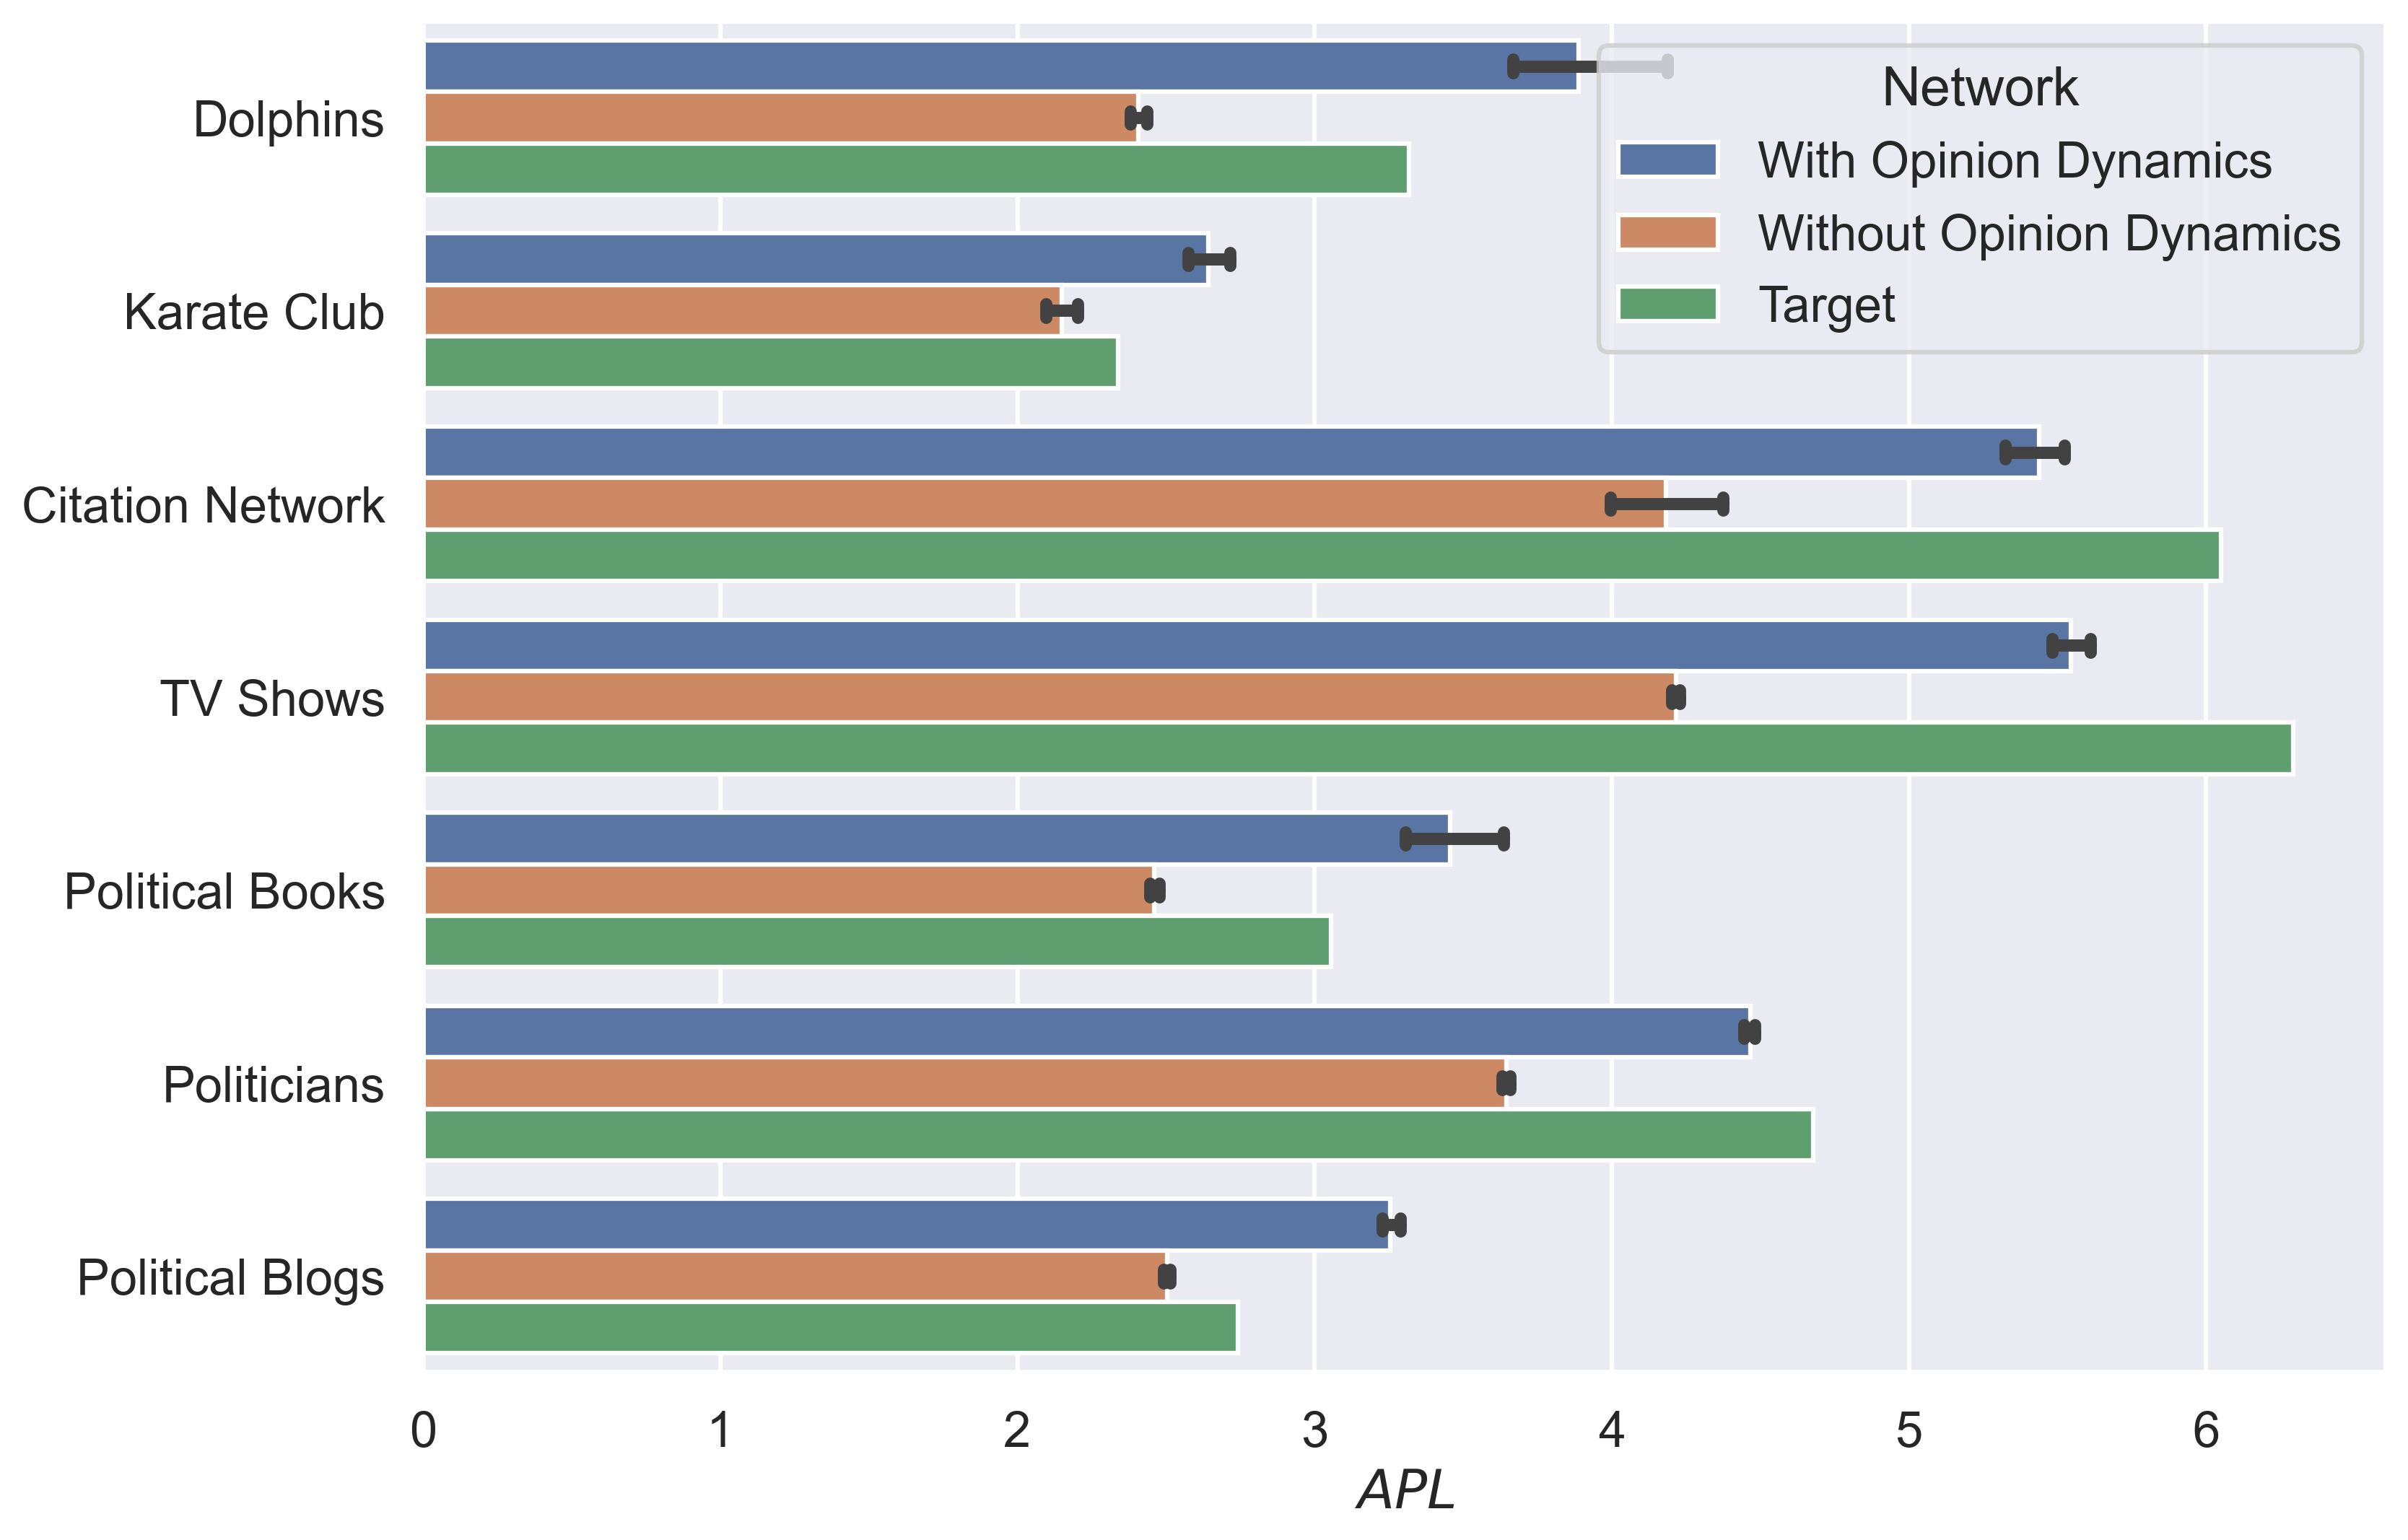 Network
With Opinion Dynamics
Without Opinion Dynamics
Target
Dolphins
Karate Club
Citation Network
TV Shows
Political Books
Politicians
Political Blogs
0 1 2 3 4 5 6
APL